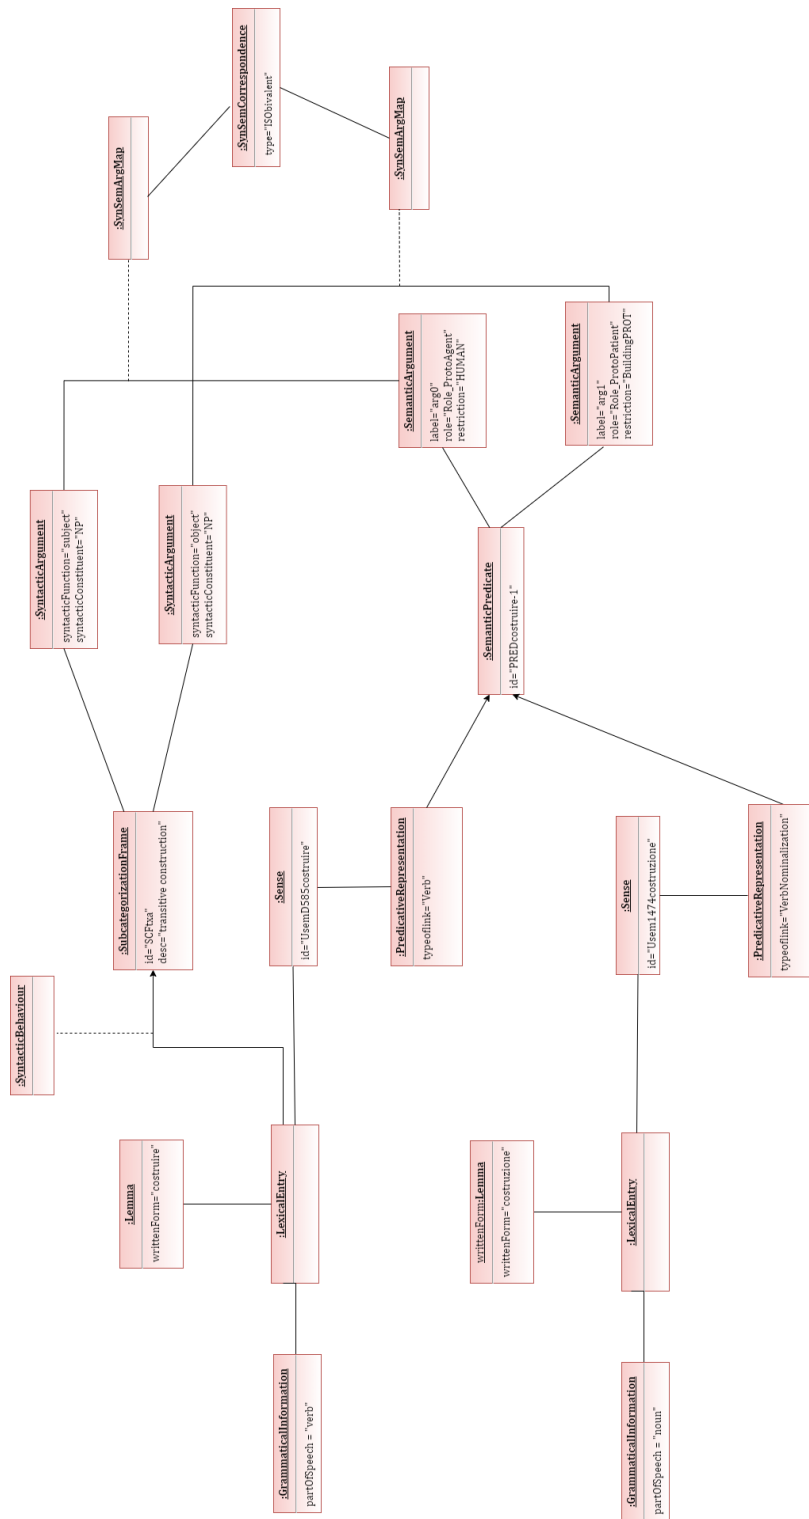 :SynSemCorrespondence
type="ISObivalent"
:SynSemArgMap
:SynSemArgMap
:SemanticArgument
label="arg0"
role="Role_ProtoAgent"
restriction="HUMAN"
:SemanticArgument
label="arg1"
role="Role_ProtoPatient"
restriction="BuildingPROT"
:SyntacticArgument
syntacticFunction="subject"
syntacticConstituent="NP"
:SyntacticArgument
syntacticFunction="object"
syntacticConstituent="NP"
:SemanticPredicate
id="PREDcostruire-1"
:SubcategorizationFrame
id="SCFtxa"
desc="transitive construction"
:Sense
id="UsemD585costruire"
:PredicativeRepresentation
typeoflink="Verb"
:Sense
id="Usem1474costruzione"
:PredicativeRepresentation
typeoflink="VerbNominalization"
:SyntacticBehaviour
:Lemma
writtenForm="costruire"
:LexicalEntry
writtenForm:Lemma
writtenForm="costruzione"
:LexicalEntry
:GrammaticalInformation
partOfSpeech = "verb"
:GrammaticalInformation
partOfSpeech = "noun"